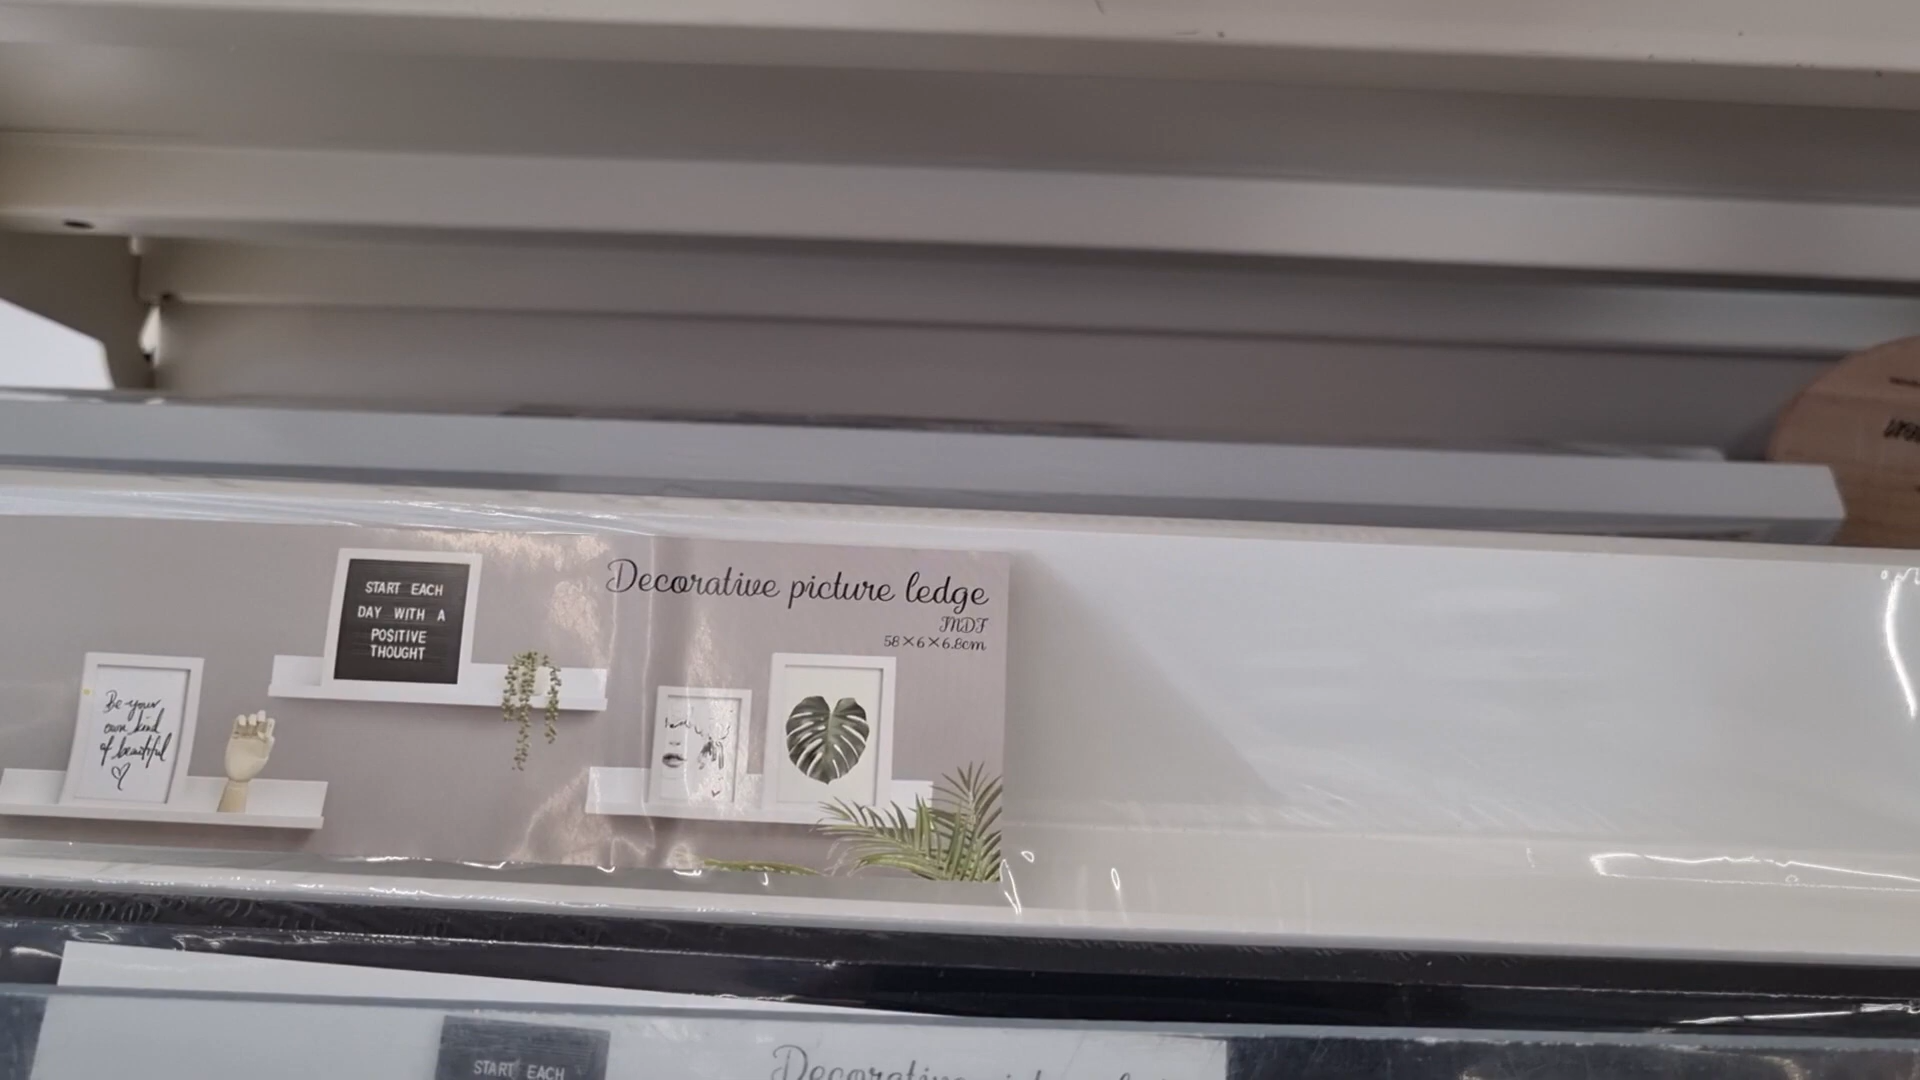 START EACH
DAY WITH A
POSITIVE
THOUGHT
Decorative picture ledge
MDF
58×6×6.8cm
Be your
own kind
of beautiful
START EACH
Decorative